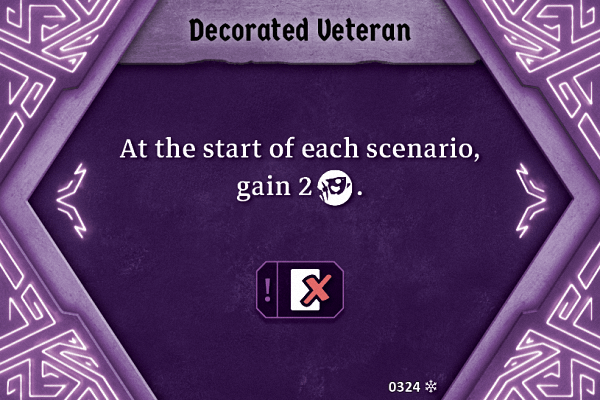 Decorated Veteran
At the start of each scenario,
gain 2 .
!
0324